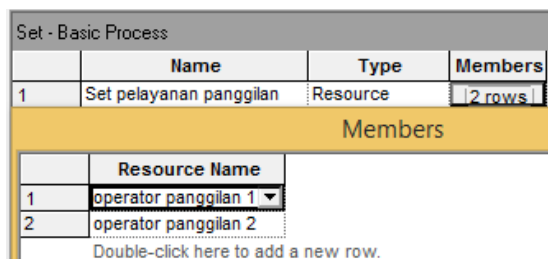 Set - Basic Process
Name Type Members
1 Set pelayanan panggilan Resource 2 rows
Members
Resource Name
1 operator panggilan 1
2 operator panggilan 2
Double-click here to add a new row.